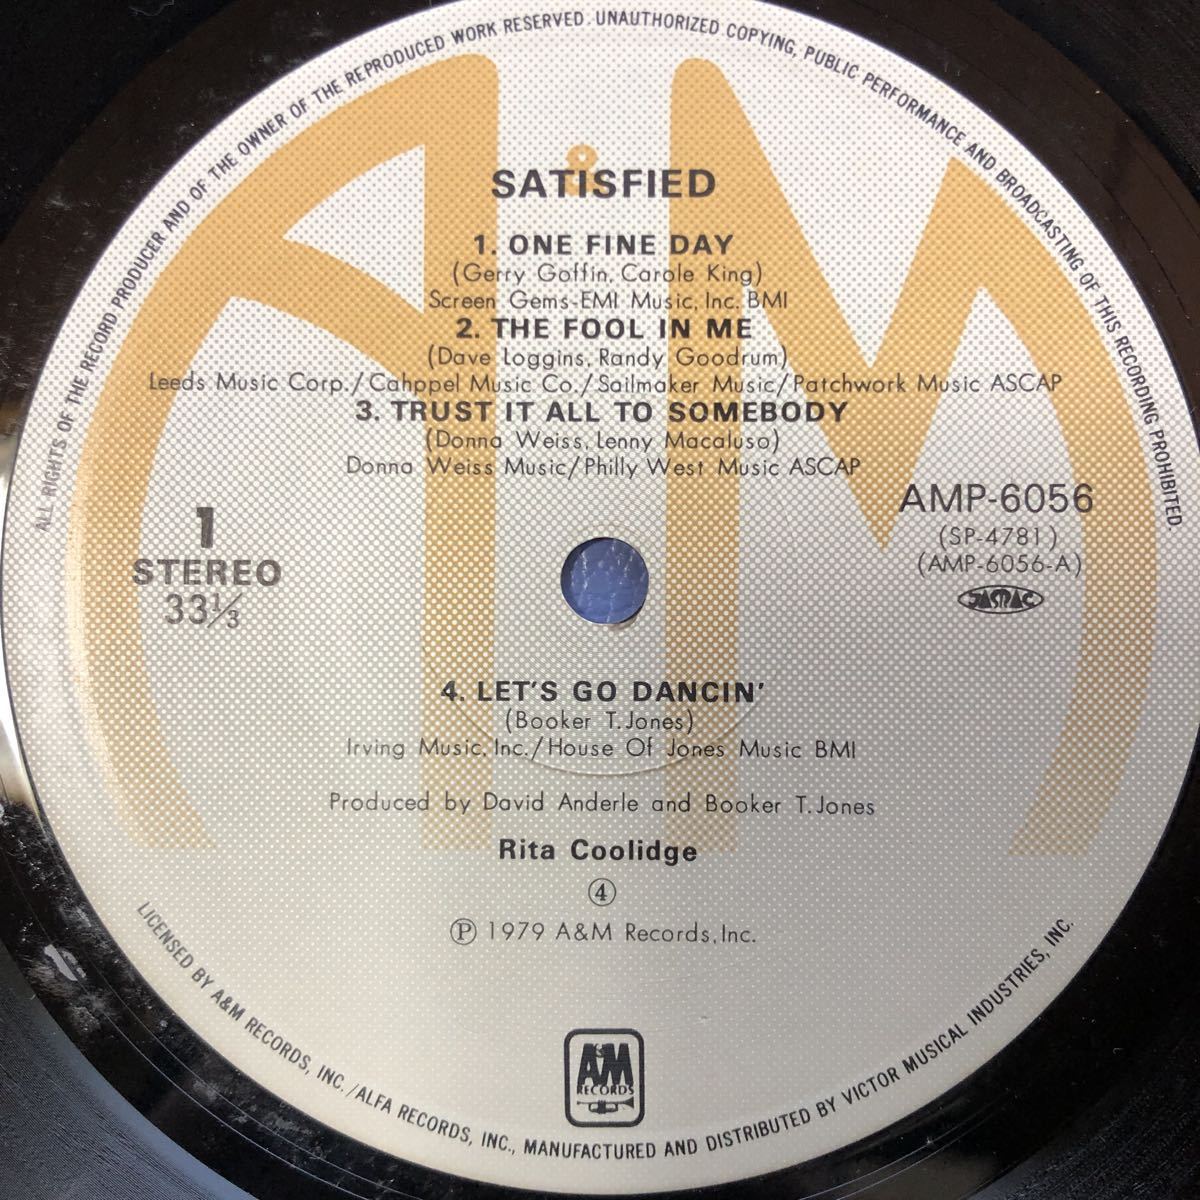 ALL RIGHTS OF THE RECORD PRODUCER AND OF THE OWNER OF THE REPRODUCED WORK RESERVED. UNAUTHORIZED COPYING, PUBLIC PERFORMANCE AND BROADCASTING OF THIS RECORDING PROHIBITED.
SATISFIED
1. ONE FINE DAY
(Gerry Goffin, Carole King)
Screen Gems-EMI Music, Inc. BMI
2. THE FOOL IN ME
(Dave Loggins, Randy Goodrum)
Leeds Music Corp./Cahppel Music Co./Sailmaker Music/Patchwork Music ASCAP
3. TRUST IT ALL TO SOMEBODY
(Donna Weiss, Lenny Macaluso)
Donna Weiss Music/Philly West Music ASCAP
1
STEREO
33⅓
AMP-6056
(SP-4781)
(AMP-6056-A)
JASRAC
4. LET'S GO DANCIN'
(Booker T. Jones)
Irving Music, Inc./House Of Jones Music BMI
Produced by David Anderle and Booker T. Jones
Rita Coolidge
④
Ⓟ 1979 A&M Records, Inc.
A&M
RECORDS
LICENSED BY A&M RECORDS, INC./ALFA RECORDS, INC., MANUFACTURED AND DISTRIBUTED BY VICTOR MUSICAL INDUSTRIES, INC.